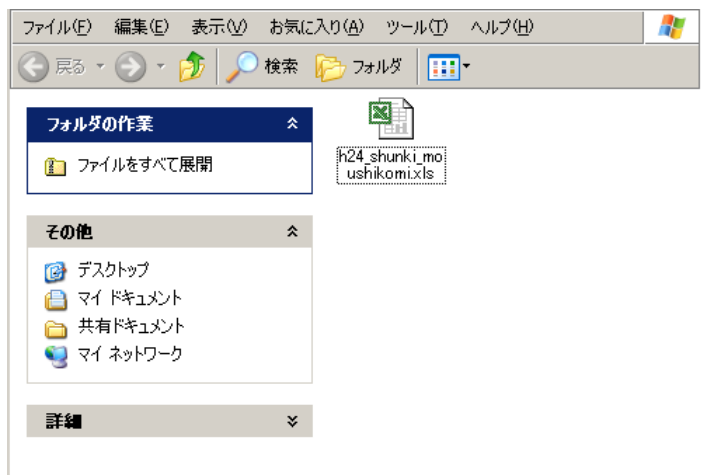 ファイル(F) 編集(E) 表示(V) お気に入り(A) ツール(T) ヘルプ(H)
戻る 検索 フォルダ
フォルダの作業
ファイルをすべて展開
h24_shunki_mo
ushikomi.xls
その他
デスクトップ
マイ ドキュメント
共有ドキュメント
マイ ネットワーク
詳細